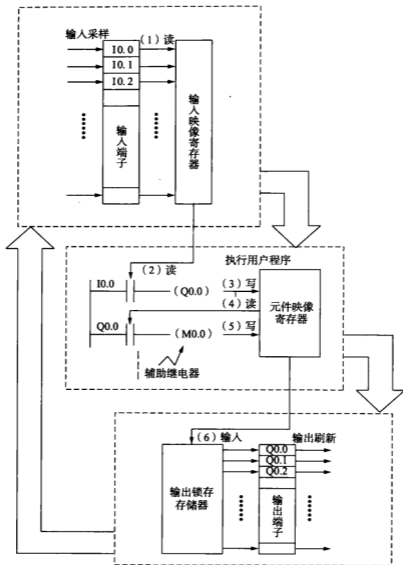 输入采样
(1)读
I0.0
I0.1
I0.2
输入端子
输入映像寄存器
(2)读
执行用户程序
I0.0
(Q0.0)
(3)写
(4)读
元件映像
寄存器
Q0.0
(M0.0)
(5)写
辅助继电器
(6)输入
输出刷新
Q0.0
Q0.1
Q0.2
输出锁存
存储器
输出端子